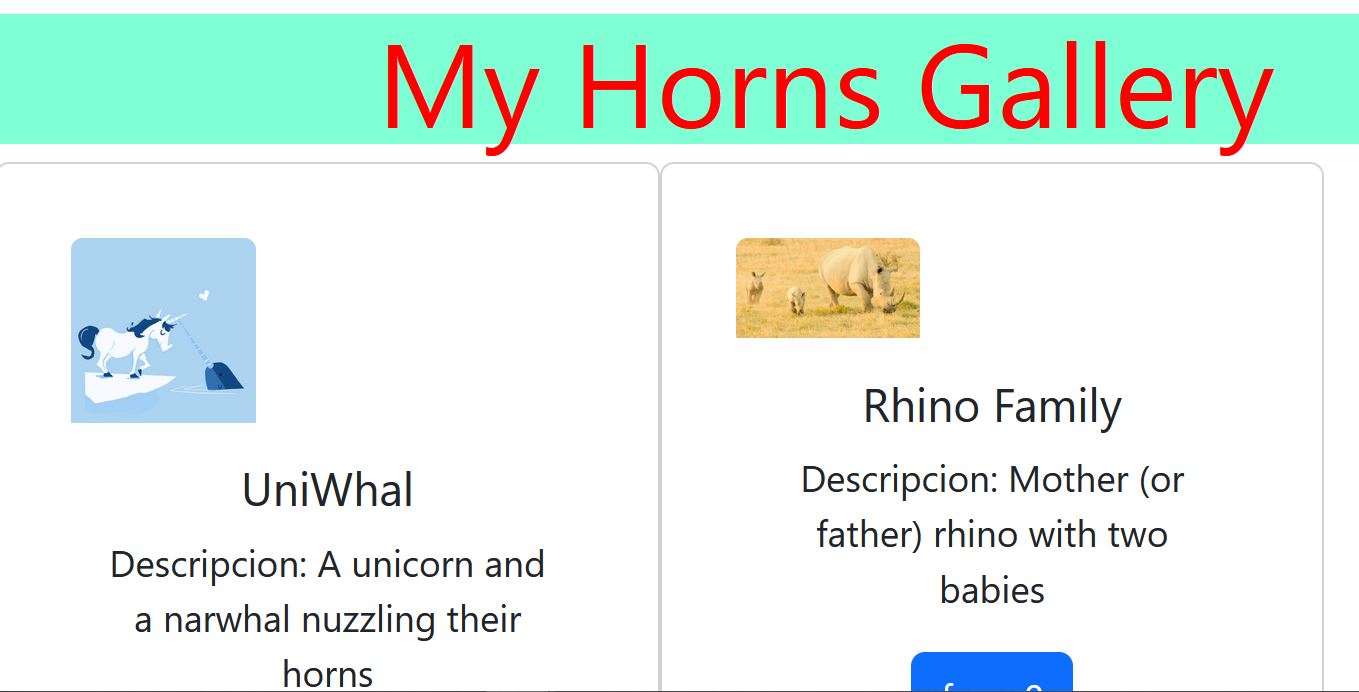 My Horns Gallery
UniWhal
Descripcion: A unicorn and
a narwhal nuzzling their
horns
Rhino Family
Descripcion: Mother (or
father) rhino with two
babies